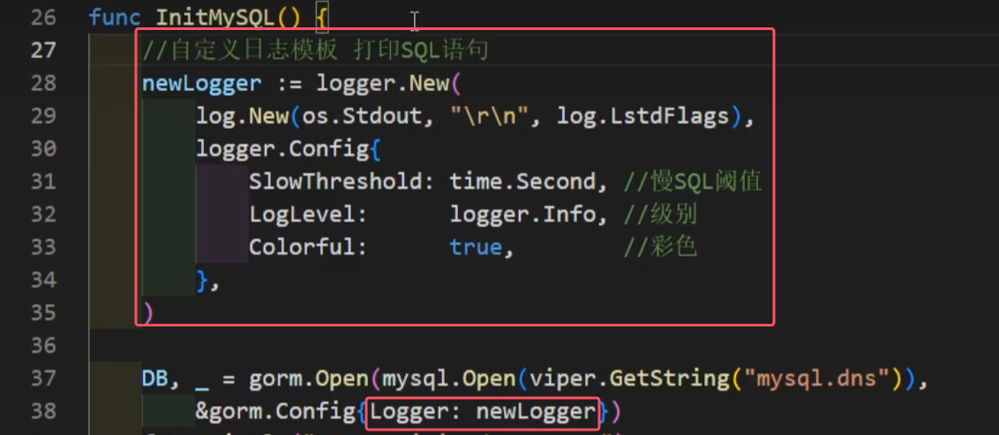 26 func InitMySQL() {
27 //自定义日志模板 打印SQL语句
28 newLogger := logger.New(
29 log.New(os.Stdout, "\r\n", log.LstdFlags),
30 logger.Config{
31 SlowThreshold: time.Second, //慢SQL阈值
32 LogLevel: logger.Info, //级别
33 Colorful: true, //彩色
34 },
35 )
36
37 DB, _ = gorm.Open(mysql.Open(viper.GetString("mysql.dns")),
38 &gorm.Config{Logger: newLogger})